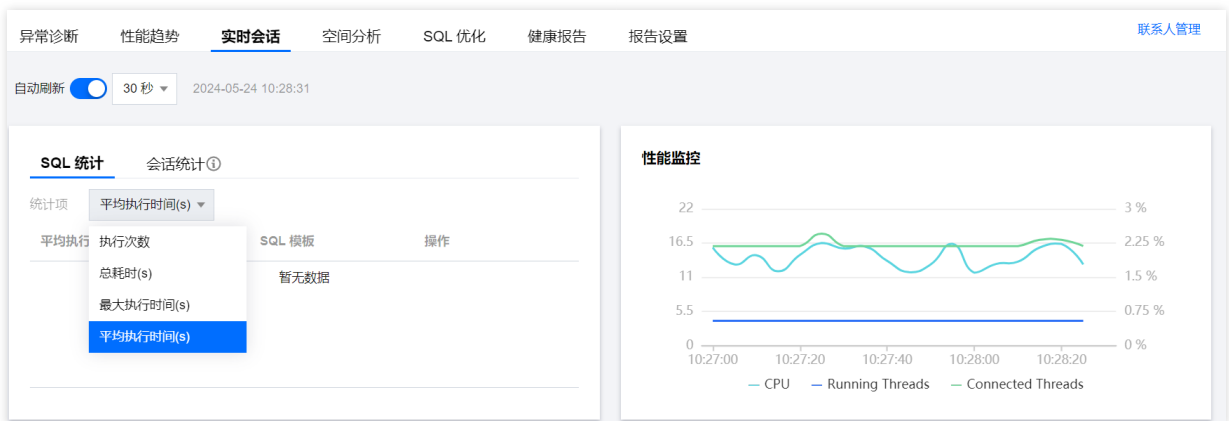 异常诊断 性能趋势 实时会话 空间分析 SQL 优化 健康报告 报告设置 联系人管理
自动刷新 30 秒 2024-05-24 10:28:31
SQL 统计 会话统计
统计项 平均执行时间(s)
平均执行 SQL 模板 操作
执行次数
总耗时(s)
最大执行时间(s)
平均执行时间(s)
暂无数据
性能监控
22 3 %
16.5 2.25 %
11 1.5 %
5.5 0.75 %
0 0 %
10:27:00 10:27:20 10:27:40 10:28:00 10:28:20
CPU Running Threads Connected Threads